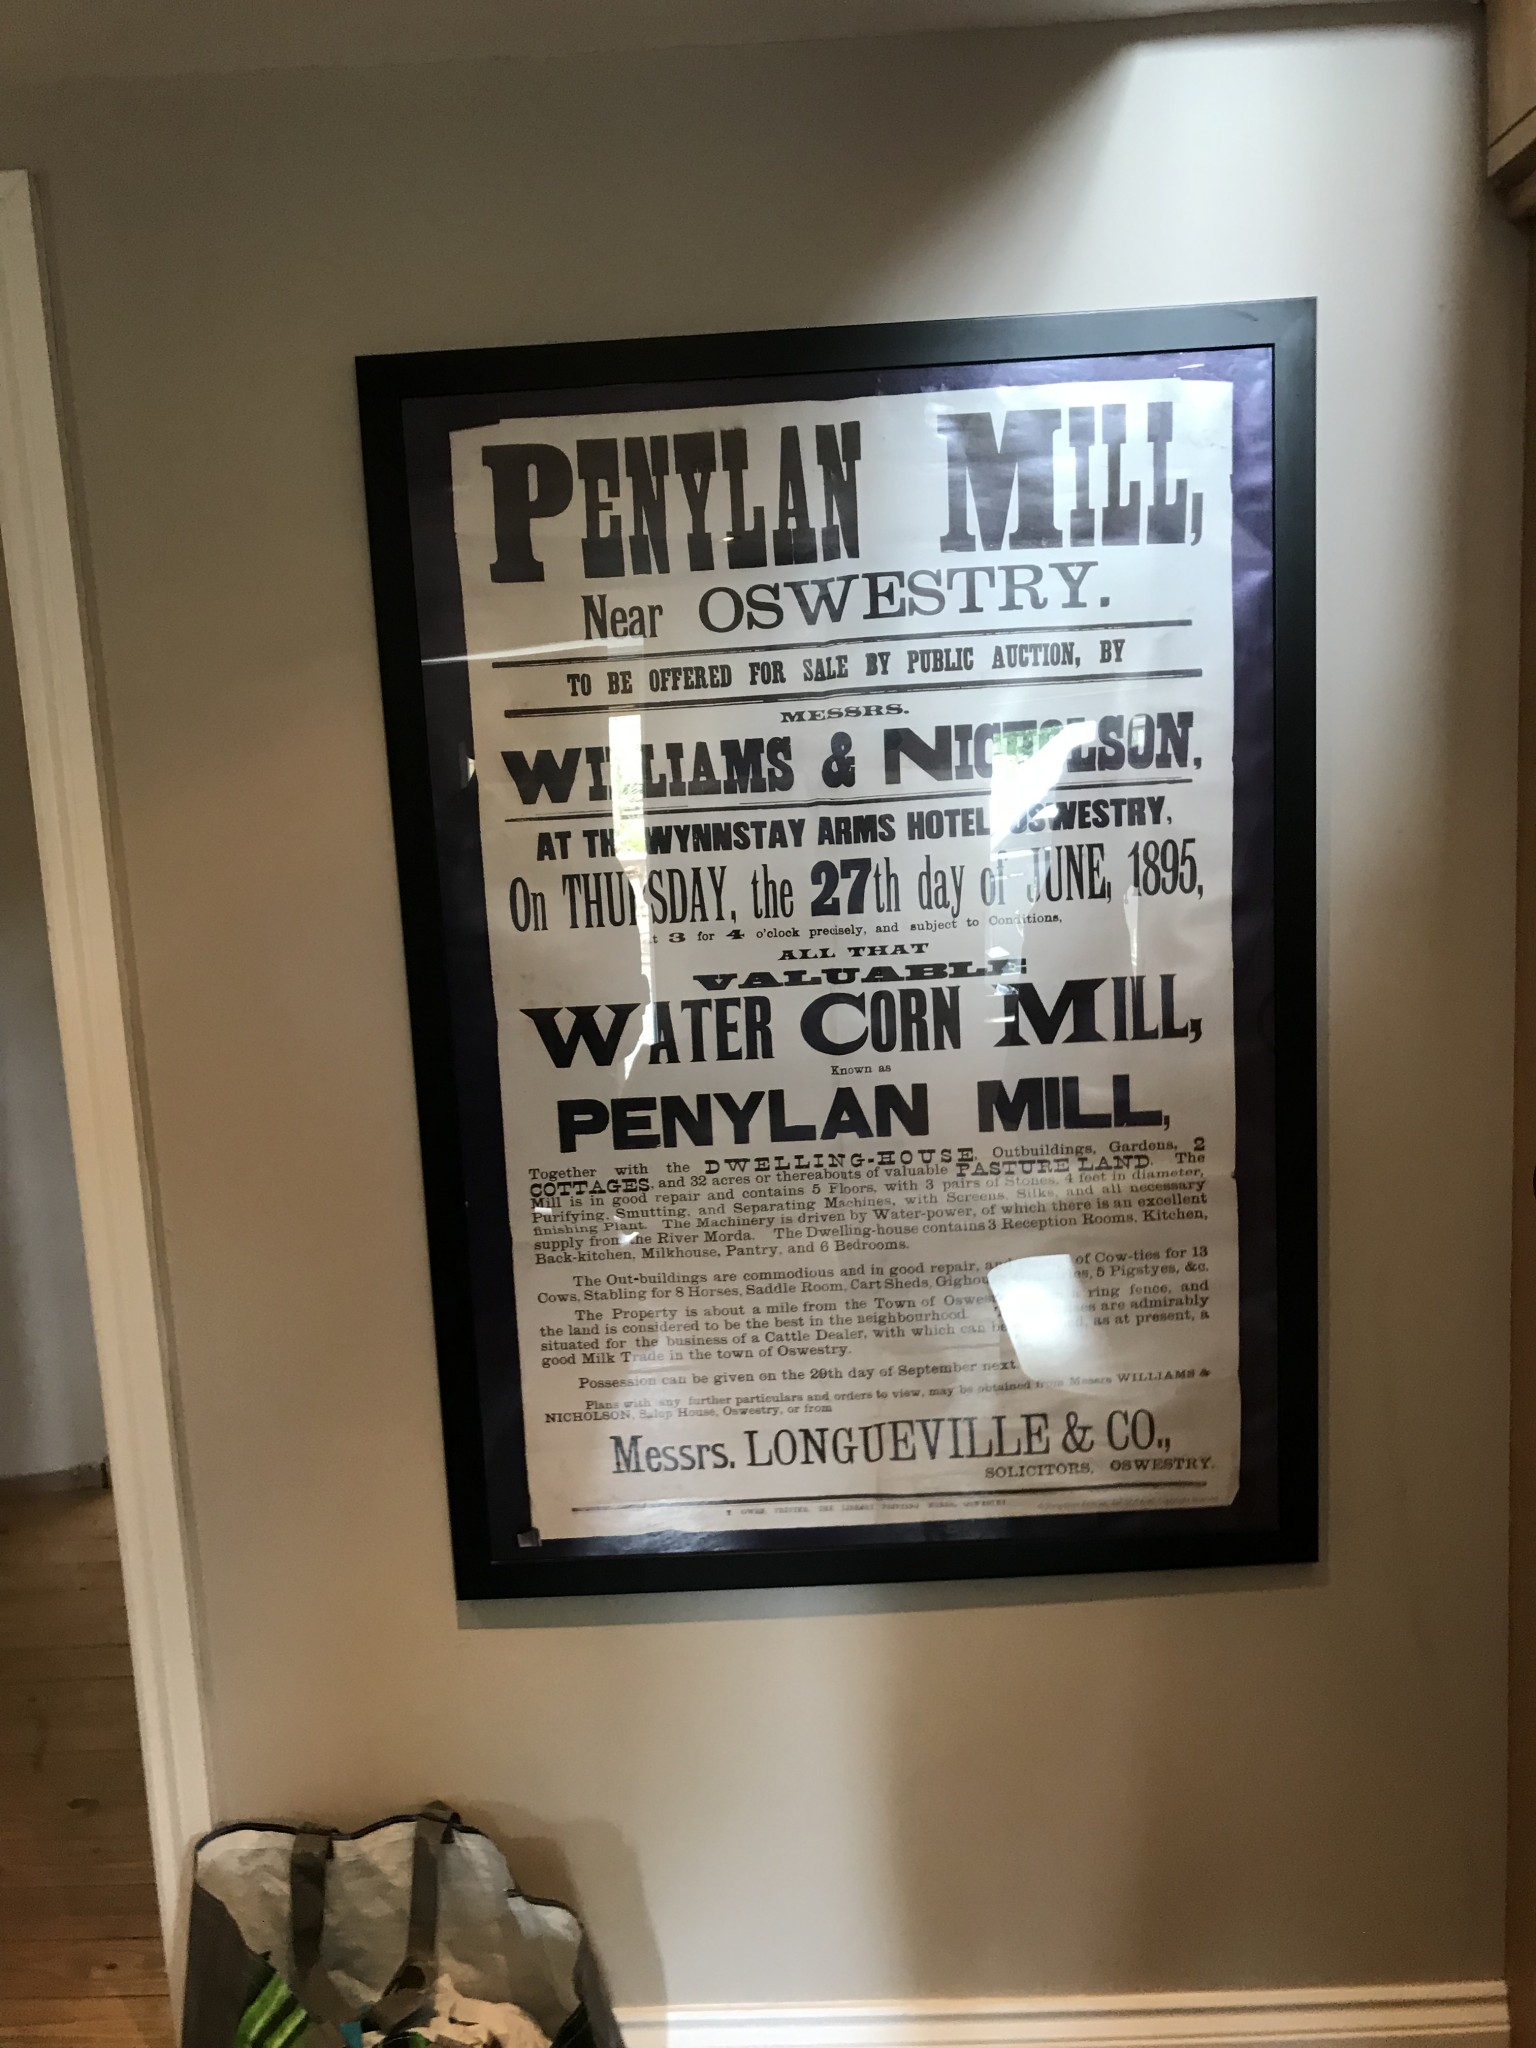 PENYLAN MILL,
Near OSWESTRY.
TO BE OFFERED FOR SALE BY PUBLIC AUCTION, BY
MESSRS.
WILLIAMS & NICHOLSON,
AT THE WYNNSTAY ARMS HOTEL, OSWESTRY,
On THURSDAY, the 27th day of JUNE, 1895,
at 3 for 4 o'clock precisely, and subject to Conditions,
ALL THAT
VALUABLE
WATER CORN MILL,
Known as
PENYLAN MILL,
Together with the DWELLING-HOUSE, Outbuildings, Gardens, 2
COTTAGES, and 32 acres or thereabouts of valuable PASTURE LAND. The
Mill is in good repair and contains 5 Floors, with 3 pairs of Stones, 4 feet in diameter,
Purifying, Smutting, and Separating Machines, with Screens, Silks, and all necessary
finishing Plant. The Machinery is driven by Water-power, of which there is an excellent
supply from the River Morda. The Dwelling-house contains 3 Reception Rooms, Kitchen,
Back-kitchen, Milkhouse, Pantry, and 6 Bedrooms.
The Out-buildings are commodious and in good repair, and of Cow-ties for 13
Cows, Stabling for 8 Horses, Saddle Room, Cart Sheds, 5 Pigstyes, &c.
The Property is about a mile from the Town of Oswestry ring fence, and
the land is considered to be the best in the neighbourhood. are admirably
situated for the business of a Cattle Dealer, with which can be as at present, a
good Milk Trade in the town of Oswestry.
Possession can be given on the 29th day of September next
Plans with any further particulars and orders to view, may be obtained from Messrs WILLIAMS &
NICHOLSON, Salop House, Oswestry, or from
Messrs. LONGUEVILLE & CO.,
SOLICITORS, OSWESTRY.